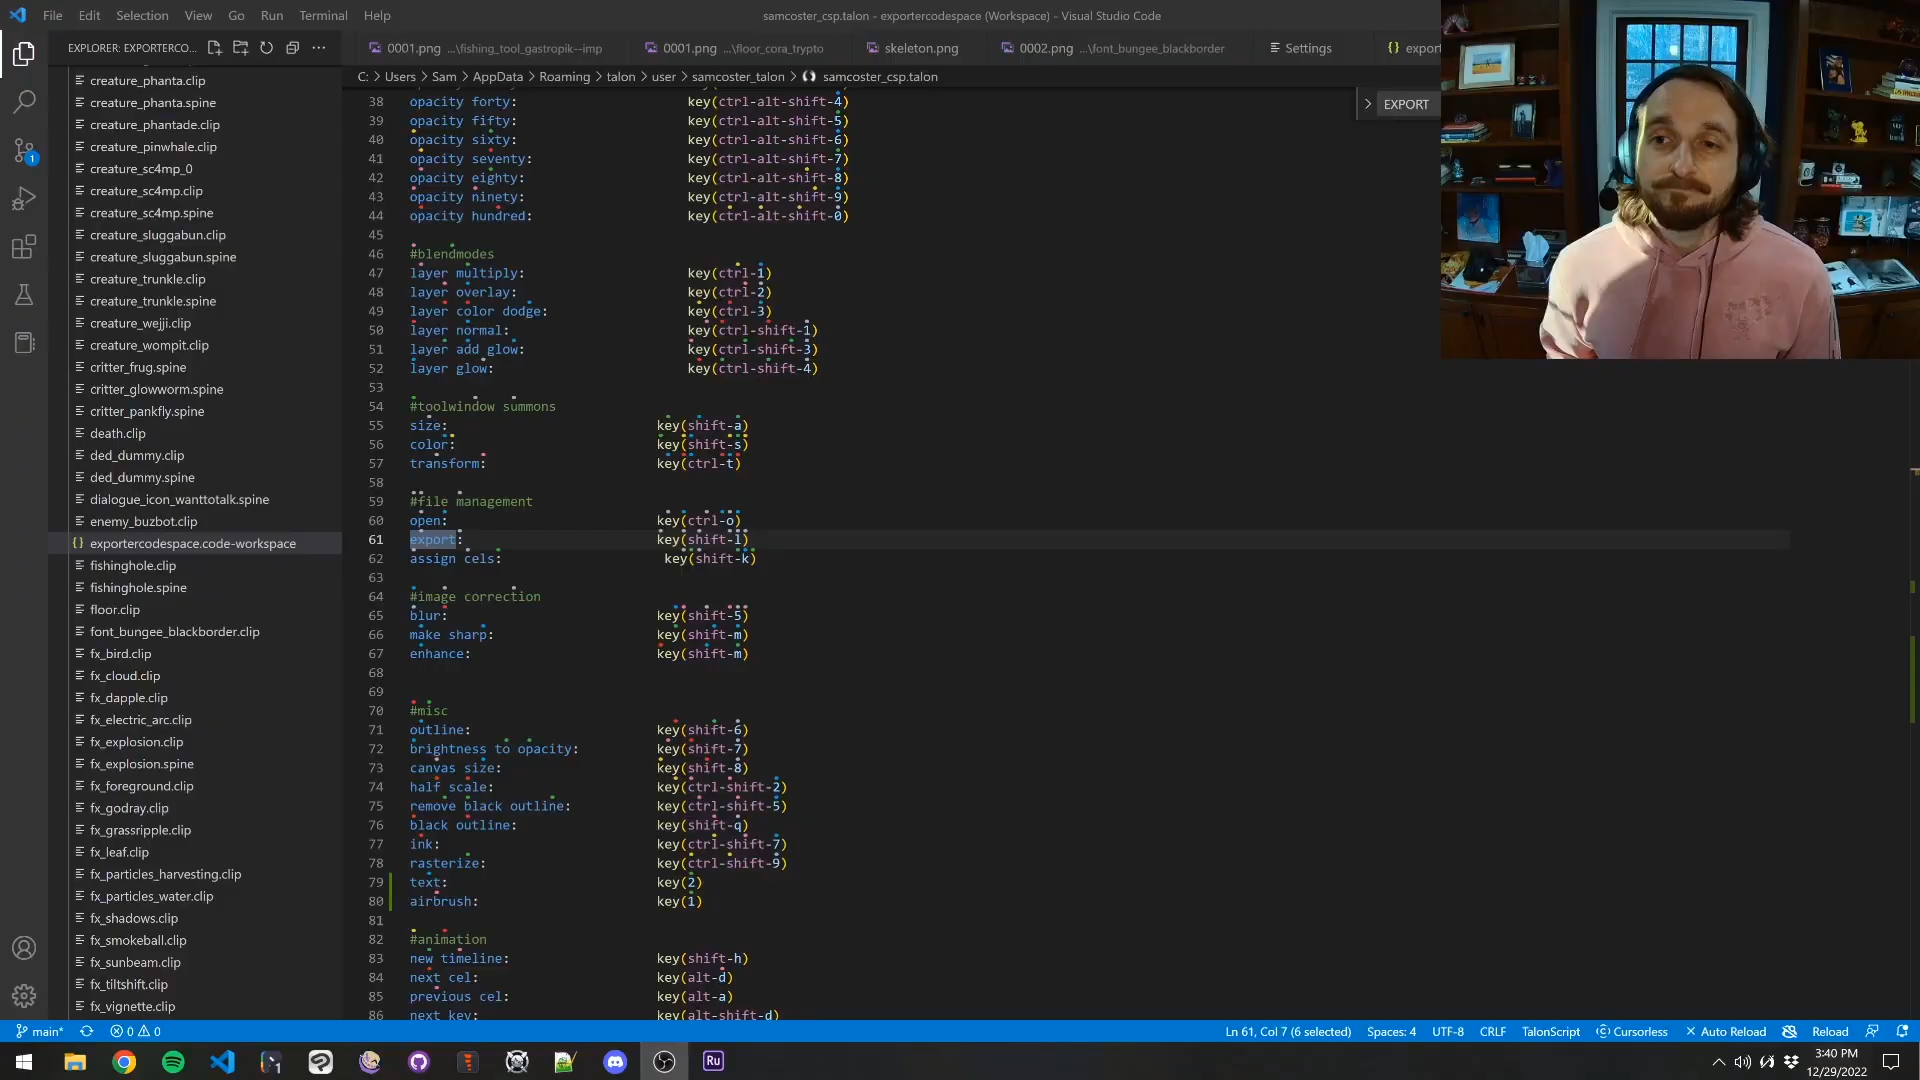 File Edit Selection View Go Run Terminal Help
samcoster_csp.talon - exportercodespace (Workspace) - Visual Studio Code
EXPLORER: EXPORTERCO...
0001.png ...\fishing_tool_gastropik--imp
0001.png ...\floor_cora_trypto
skeleton.png
0002.png ...\font_bungee_blackborder
Settings
export
C: > Users > Sam > AppData > Roaming > talon > user > samcoster_talon > samcoster_csp.talon
EXPORT
creature_phanta.clip
creature_phanta.spine
creature_phantade.clip
creature_pinwhale.clip
creature_sc4mp_0
creature_sc4mp.clip
creature_sc4mp.spine
creature_sluggabun.clip
creature_sluggabun.spine
creature_trunkle.clip
creature_trunkle.spine
creature_wejji.clip
creature_wompit.clip
critter_frug.spine
critter_glowworm.spine
critter_pankfly.spine
death.clip
ded_dummy.clip
ded_dummy.spine
dialogue_icon_wanttotalk.spine
enemy_buzbot.clip
exportercodespace.code-workspace
fishinghole.clip
fishinghole.spine
floor.clip
font_bungee_blackborder.clip
fx_bird.clip
fx_cloud.clip
fx_dapple.clip
fx_electric_arc.clip
fx_explosion.clip
fx_explosion.spine
fx_foreground.clip
fx_godray.clip
fx_grassripple.clip
fx_leaf.clip
fx_particles_harvesting.clip
fx_particles_water.clip
fx_shadows.clip
fx_smokeball.clip
fx_sunbeam.clip
fx_tiltshift.clip
fx_vignette.clip
38 opacity forty: key(ctrl-alt-shift-4)
39 opacity fifty: key(ctrl-alt-shift-5)
40 opacity sixty: key(ctrl-alt-shift-6)
41 opacity seventy: key(ctrl-alt-shift-7)
42 opacity eighty: key(ctrl-alt-shift-8)
43 opacity ninety: key(ctrl-alt-shift-9)
44 opacity hundred: key(ctrl-alt-shift-0)
45
46 #blendmodes
47 layer multiply: key(ctrl-1)
48 layer overlay: key(ctrl-2)
49 layer color dodge: key(ctrl-3)
50 layer normal: key(ctrl-shift-1)
51 layer add glow: key(ctrl-shift-3)
52 layer glow: key(ctrl-shift-4)
53
54 #toolwindow summons
55 size: key(shift-a)
56 color: key(shift-s)
57 transform: key(ctrl-t)
58
59 #file management
60 open: key(ctrl-o)
61 export: key(shift-l)
62 assign cels: key(shift-k)
63
64 #image correction
65 blur: key(shift-5)
66 make sharp: key(shift-m)
67 enhance: key(shift-m)
68
69
70 #misc
71 outline: key(shift-6)
72 brightness to opacity: key(shift-7)
73 canvas size: key(shift-8)
74 half scale: key(ctrl-shift-2)
75 remove black outline: key(ctrl-shift-5)
76 black outline: key(shift-q)
77 ink: key(ctrl-shift-7)
78 rasterize: key(ctrl-shift-9)
79 text: key(2)
80 airbrush: key(1)
81
82 #animation
83 new timeline: key(shift-h)
84 next cel: key(alt-d)
85 previous cel: key(alt-a)
86 next key: key(alt-shift-d)
1
main* 0 0
Ln 61, Col 7 (6 selected) Spaces: 4 UTF-8 CRLF TalonScript Cursorless Auto Reload Reload
Ru
3:40 PM
12/29/2022